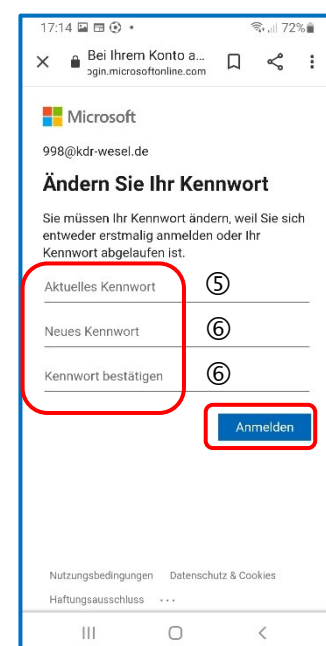 17:14
72%
Bei Ihrem Konto a...
ogin.microsoftonline.com
Microsoft
998@kdr-wesel.de
Ändern Sie Ihr Kennwort
Sie müssen Ihr Kennwort ändern, weil Sie sich
entweder erstmalig anmelden oder Ihr
Kennwort abgelaufen ist.
Aktuelles Kennwort ⑤
Neues Kennwort ⑥
Kennwort bestätigen ⑥
Anmelden
Nutzungsbedingungen Datenschutz & Cookies
Haftungsausschluss ...